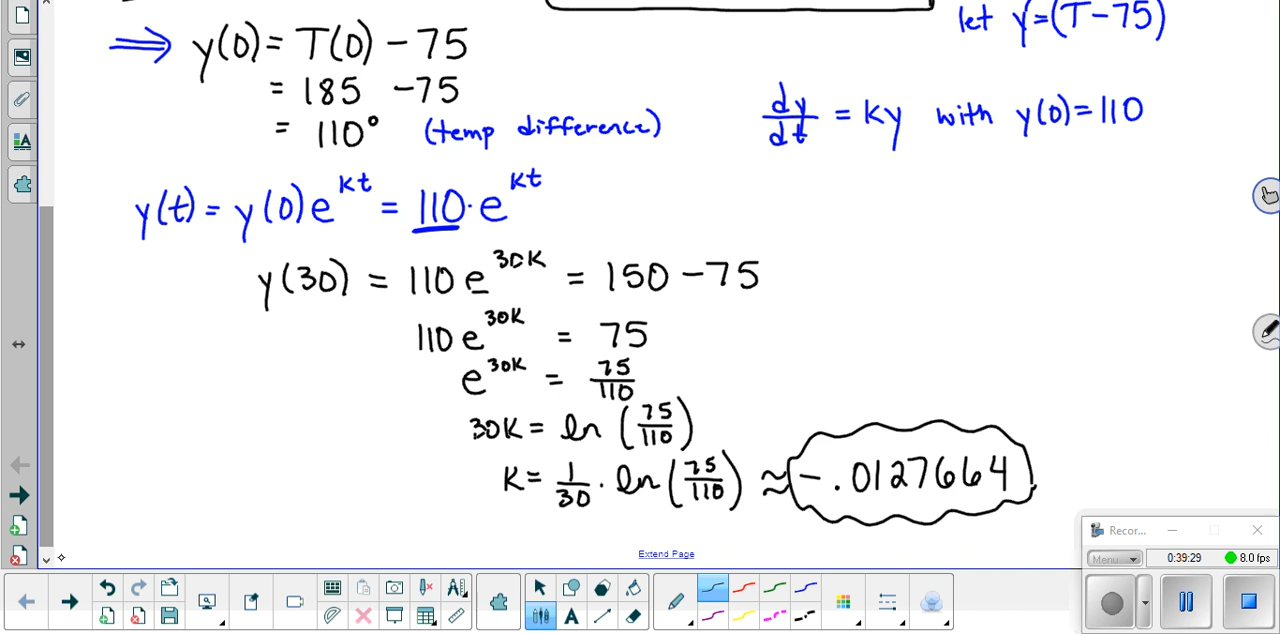 let y=(T-75)
⟹ y(0) = T(0) - 75
= 185 - 75
= 110° (temp difference)
dy/dt = ky with y(0)=110
y(t) = y(0)e^{kt} = 110·e^{kt}
y(30) = 110e^{30k} = 150 - 75
110e^{30k} = 75
e^{30k} = 75/110
30k = ln(75/110)
k = 1/30 · ln(75/110) ≈ -.0127664
Extend Page
Recor...
Menu
0:39:29
8.0 fps